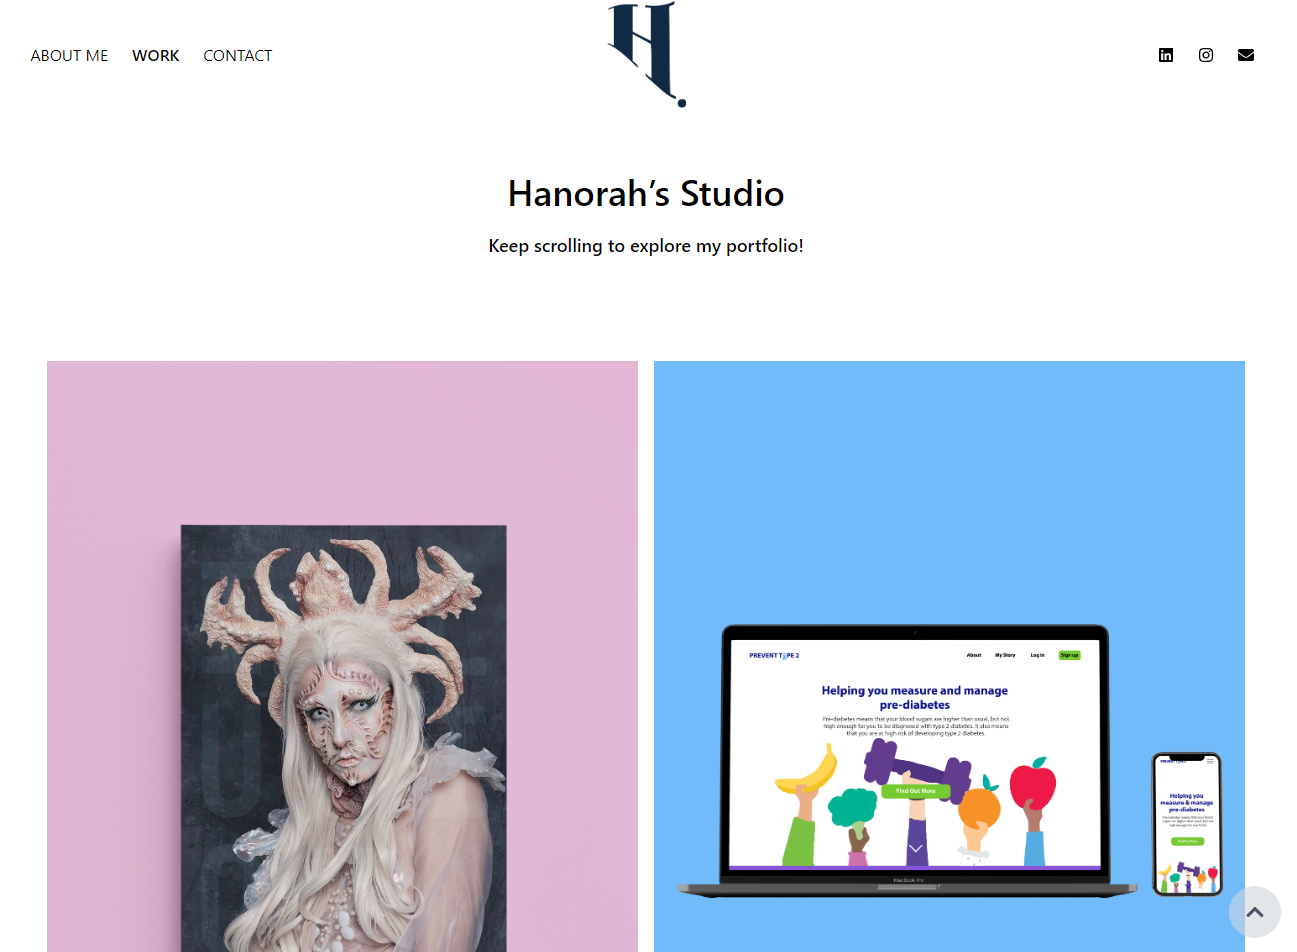 ABOUT ME WORK CONTACT
H.
Hanorah’s Studio
Keep scrolling to explore my portfolio!
PREVENT TYPE 2 About My Story Log In Sign up
Helping you measure and manage
pre-diabetes
Pre-diabetes means that your blood sugars are higher than usual, but not
high enough for you to be diagnosed with type 2 diabetes. It also means
that you are at high risk of developing type 2 diabetes.
Find Out More
MacBook Pro
Helping you
measure & manage
pre-diabetes
Find Out More